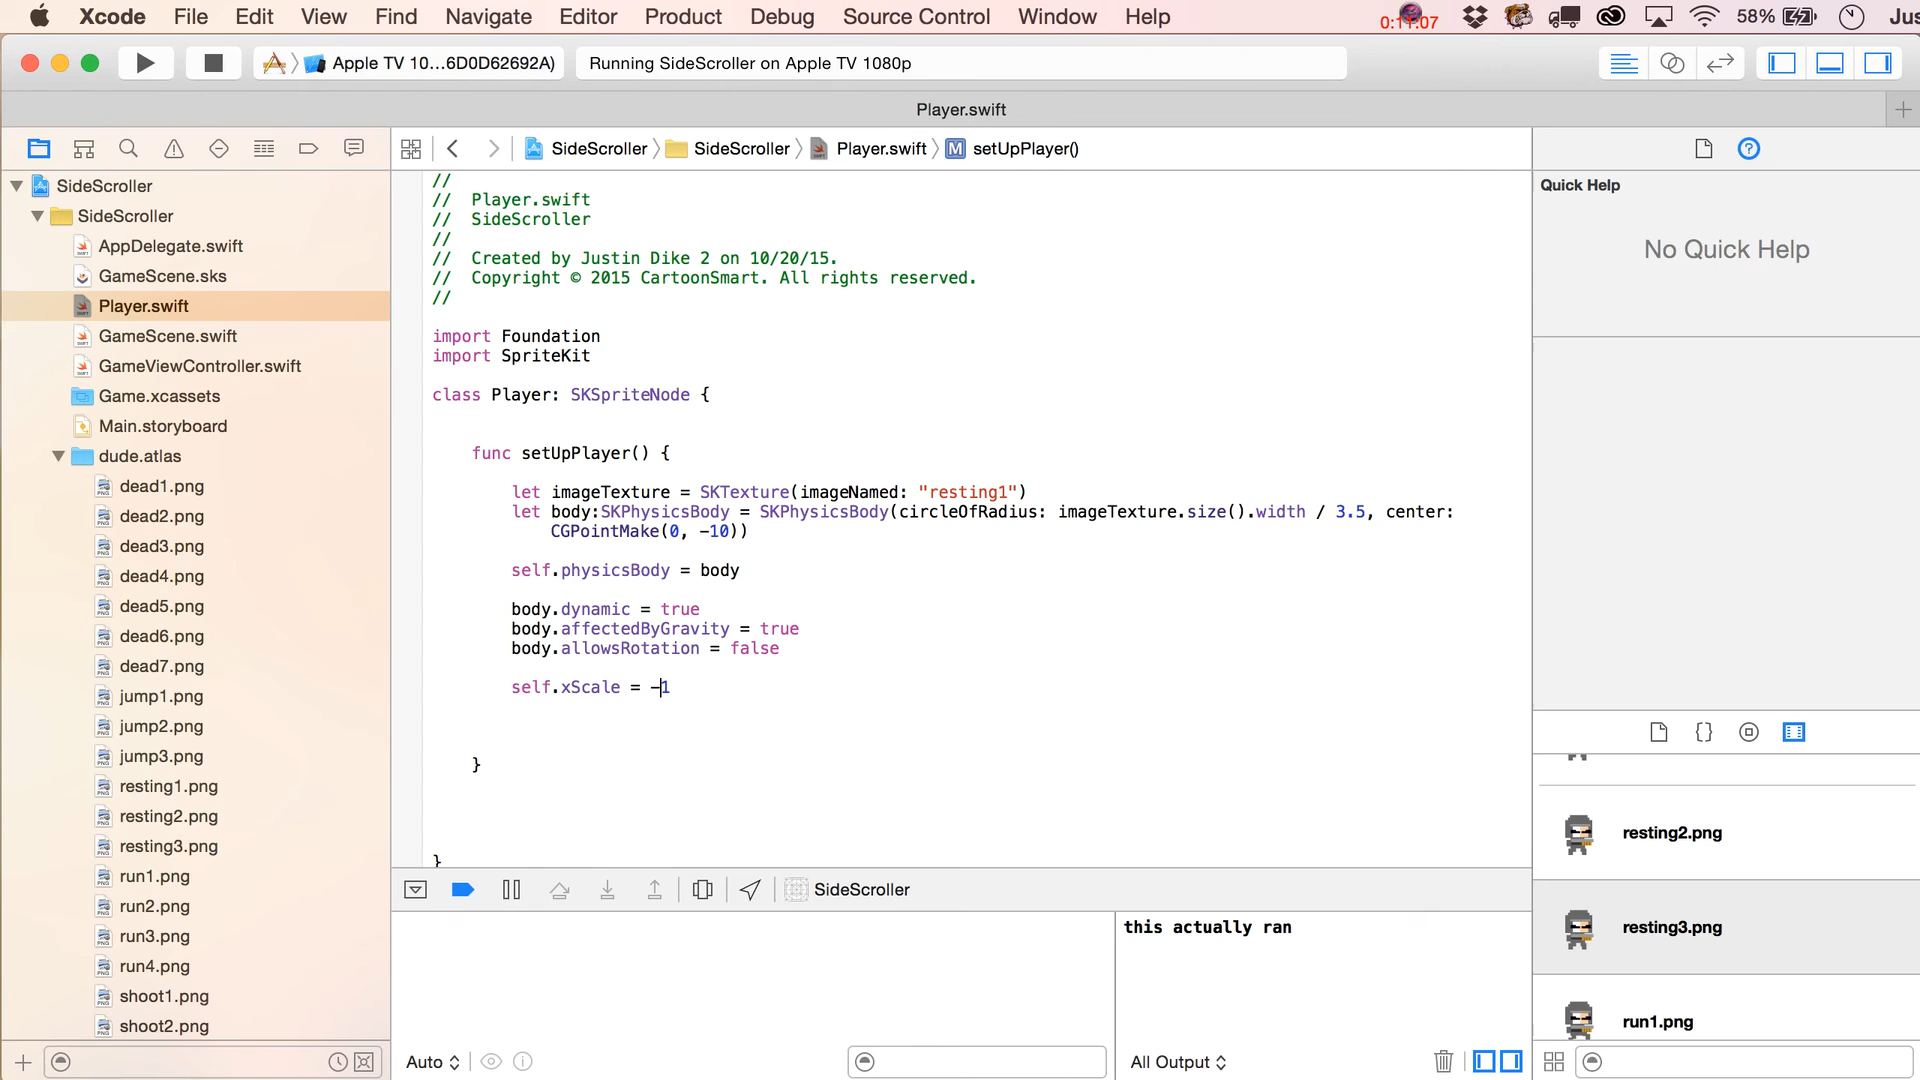 Xcode File Edit View Find Navigate Editor Product Debug Source Control Window Help 0:11:07 58% Jus
Apple TV 10...6D0D62692A) Running SideScroller on Apple TV 1080p
Player.swift
SideScroller SideScroller Player.swift M setUpPlayer()
SideScroller
SideScroller
AppDelegate.swift
GameScene.sks
Player.swift
GameScene.swift
GameViewController.swift
Game.xcassets
Main.storyboard
dude.atlas
dead1.png
dead2.png
dead3.png
dead4.png
dead5.png
dead6.png
dead7.png
jump1.png
jump2.png
jump3.png
resting1.png
resting2.png
resting3.png
run1.png
run2.png
run3.png
run4.png
shoot1.png
shoot2.png
//
// Player.swift
// SideScroller
//
// Created by Justin Dike 2 on 10/20/15.
// Copyright © 2015 CartoonSmart. All rights reserved.
//
import Foundation
import SpriteKit
class Player: SKSpriteNode {
func setUpPlayer() {
let imageTexture = SKTexture(imageNamed: "resting1")
let body:SKPhysicsBody = SKPhysicsBody(circleOfRadius: imageTexture.size().width / 3.5, center:
CGPointMake(0, -10))
self.physicsBody = body
body.dynamic = true
body.affectedByGravity = true
body.allowsRotation = false
self.xScale = -1
}
}
SideScroller
this actually ran
Auto
All Output
Quick Help
No Quick Help
resting2.png
resting3.png
run1.png